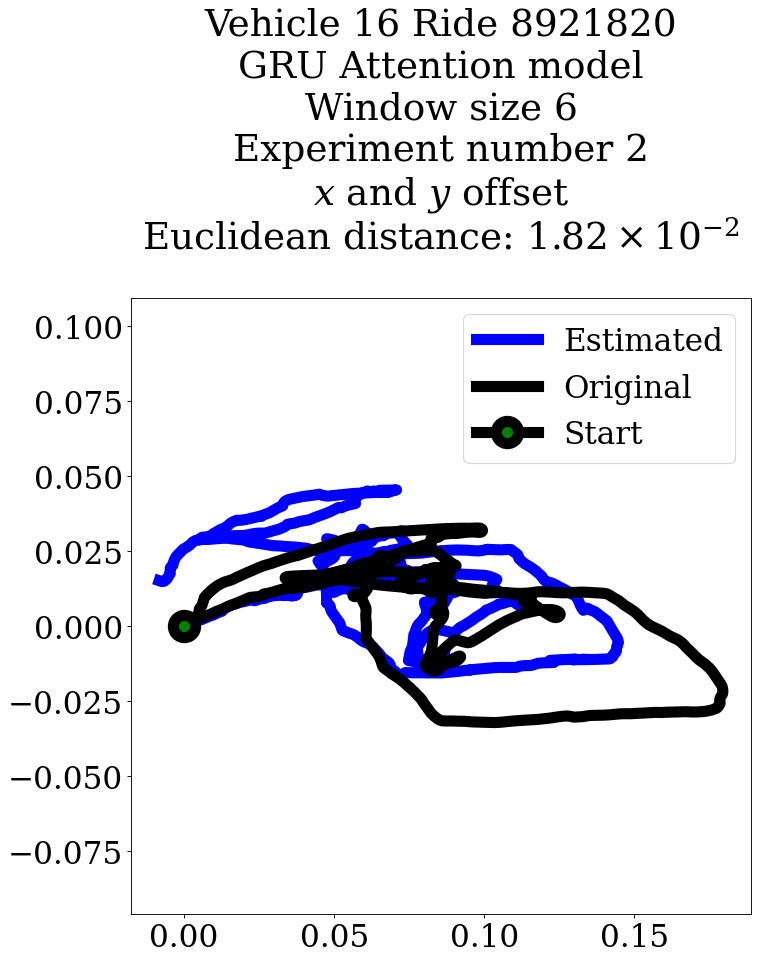 Vehicle 16 Ride 8921820
GRU Attention model
Window size 6
Experiment number 2
x and y offset
Euclidean distance: 1.82 × 10⁻²
Estimated
Original
Start
0.100
0.075
0.050
0.025
0.000
−0.025
−0.050
−0.075
0.00 0.05 0.10 0.15